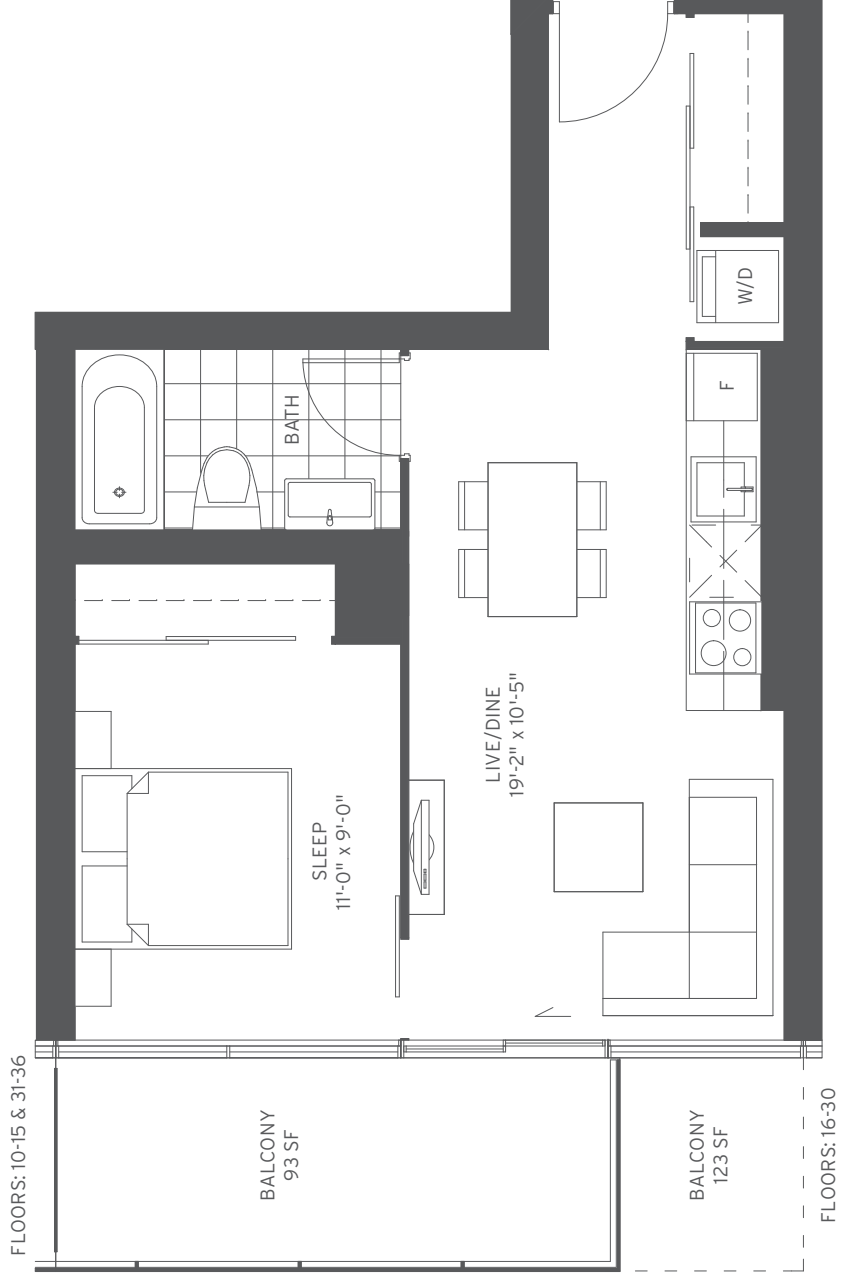 W/D
F
BATH
LIVE/DINE
19'-2" x 10'-5"
SLEEP
11'-0" x 9'-0"
FLOORS: 10-15 & 31-36
BALCONY
93 SF
BALCONY
123 SF
FLOORS: 16-30